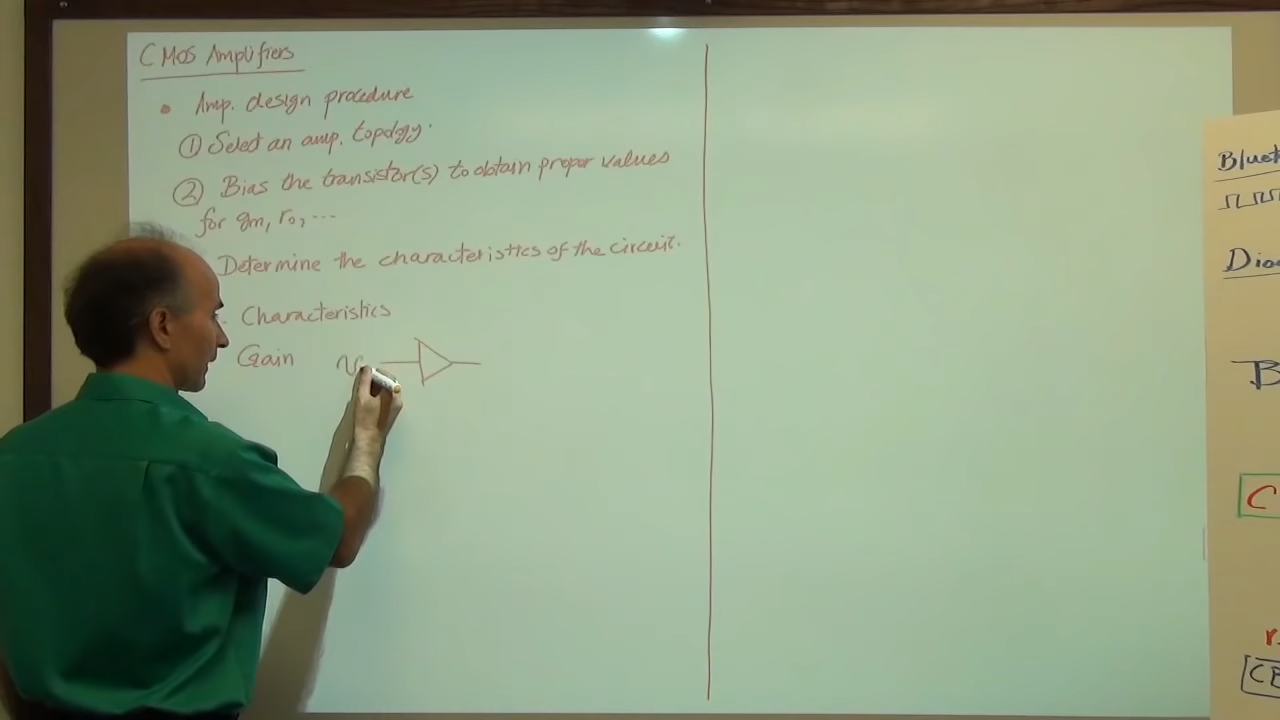 CMOS Amplifiers
• Amp. design procedure
① Select an amp. topology.
② Bias the transistor(s) to obtain proper values
for gm, ro, ...
Determine the characteristics of the circuit.
Characteristics
Gain